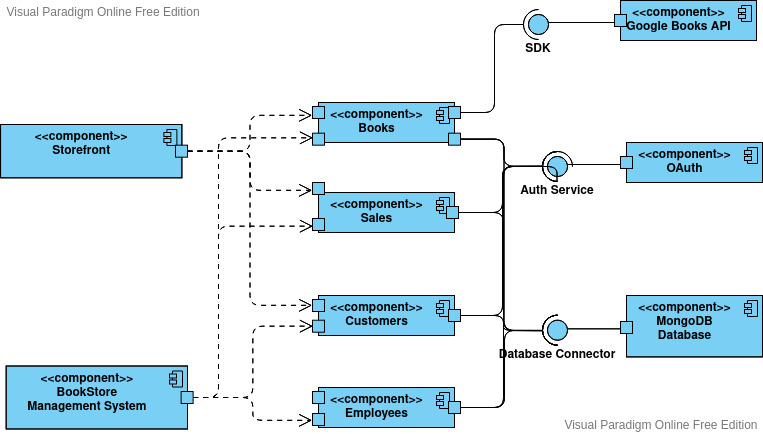 Visual Paradigm Online Free Edition
<<component>>
Google Books API
SDK
<<component>>
Books
<<component>>
Storefront
<<component>>
OAuth
Auth Service
<<component>>
Sales
<<component>>
Customers
<<component>>
MongoDB
Database
Database Connector
<<component>>
BookStore
Management System
<<component>>
Employees
Visual Paradigm Online Free Edition